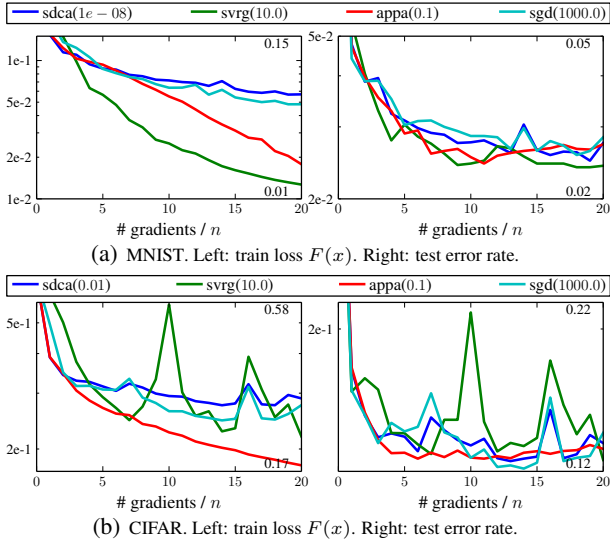 sdca(1e − 08) svrg(10.0) appa(0.1) sgd(1000.0)
1e-1
5e-2
2e-2
1e-2
0.15
0.01
0 5 10 15 20
# gradients / n
5e-2
2e-2
0.05
0.02
0 5 10 15 20
# gradients / n
(a) MNIST. Left: train loss F(x). Right: test error rate.
sdca(0.01) svrg(10.0) appa(0.1) sgd(1000.0)
5e-1
2e-1
0.58
0.17
0 5 10 15 20
# gradients / n
2e-1
0.22
0.12
0 5 10 15 20
# gradients / n
(b) CIFAR. Left: train loss F(x). Right: test error rate.